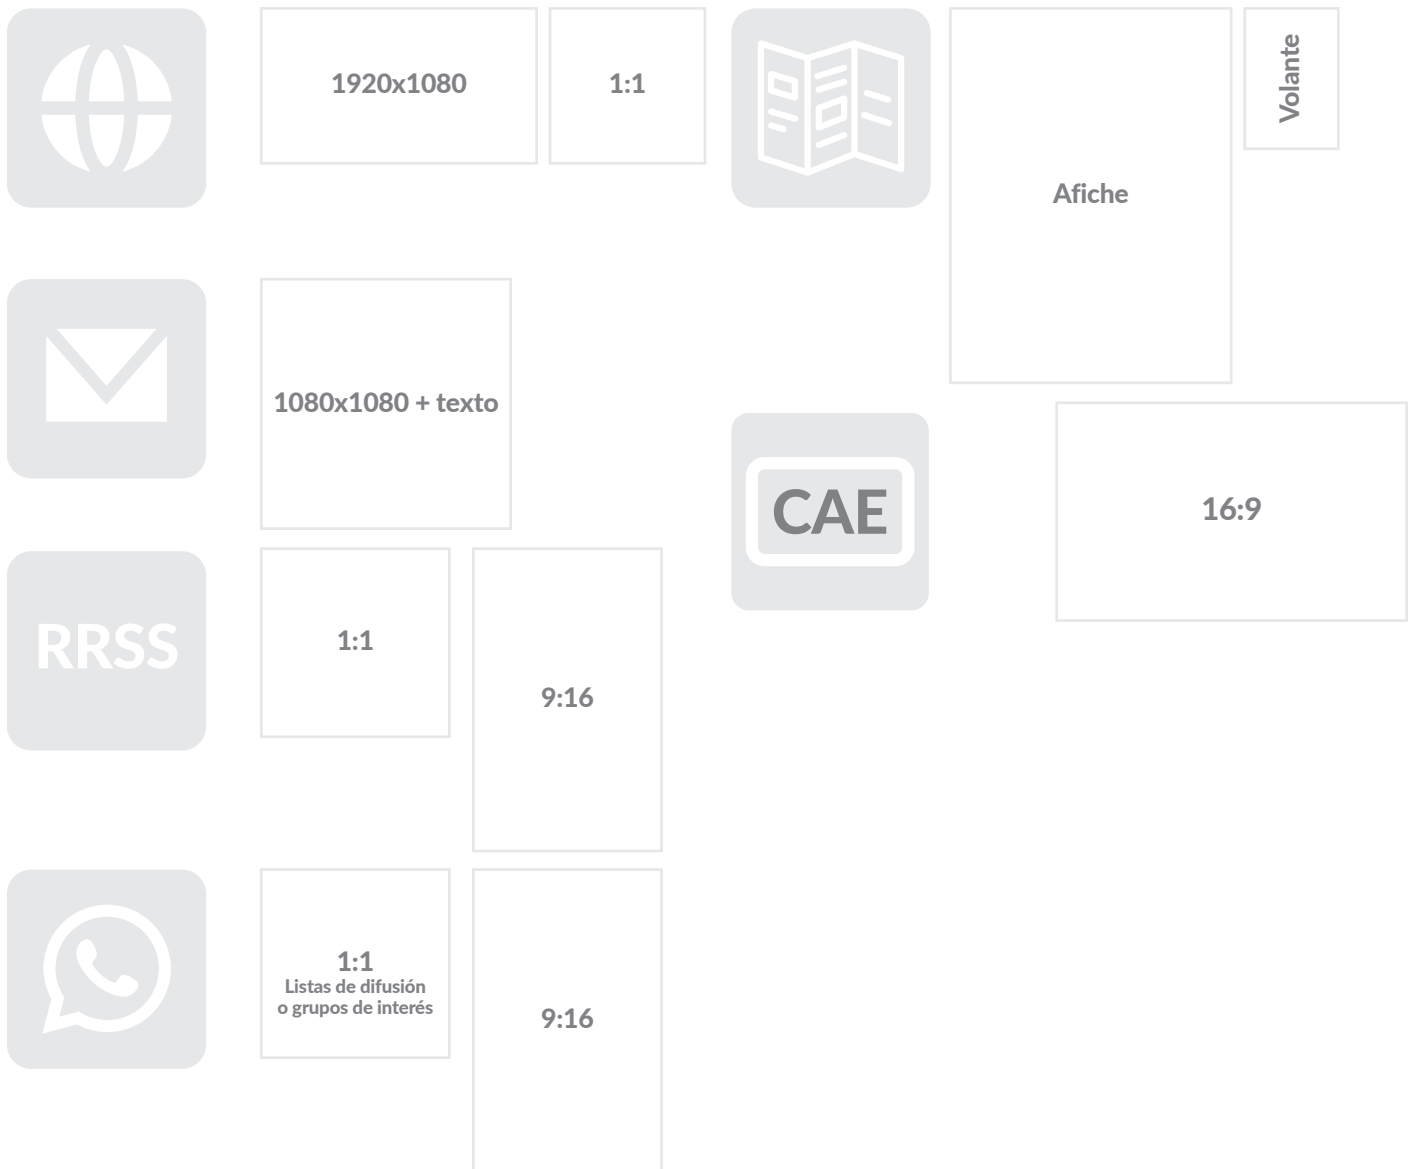 1920x1080
1:1
1080x1080 + texto
RRSS
1:1
9:16
1:1
Listas de difusión
o grupos de interés
9:16
Afiche
Volante
CAE
16:9